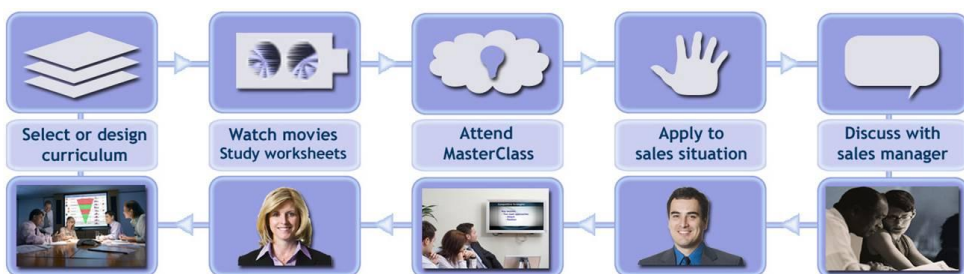 Select or design
curriculum
Watch movies
Study worksheets
Attend
MasterClass
Apply to
sales situation
Discuss with
sales manager